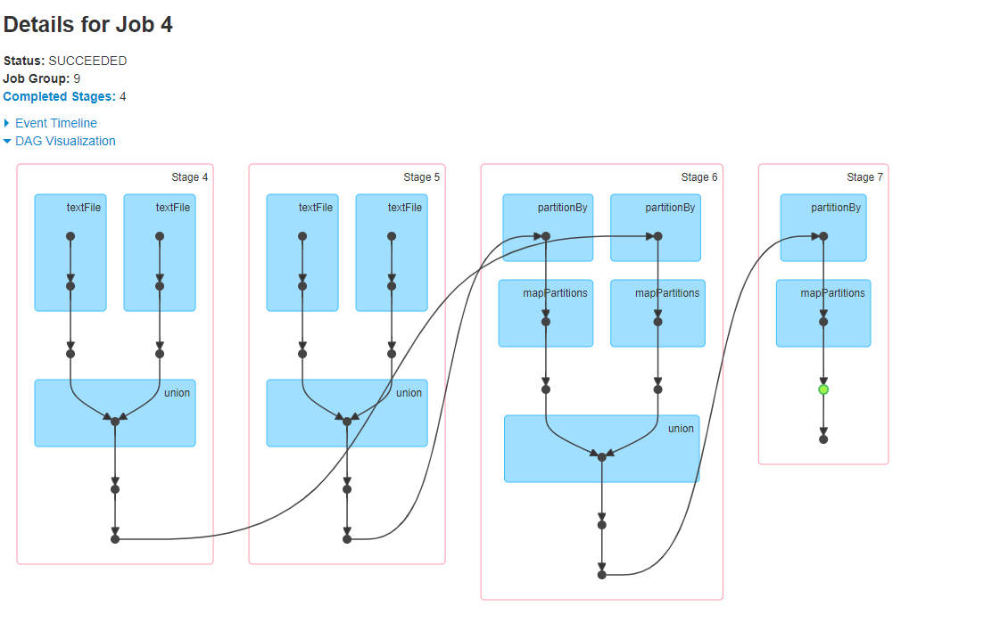 Details for Job 4
Status: SUCCEEDED
Job Group: 9
Completed Stages: 4
Event Timeline
DAG Visualization
Stage 4
textFile
textFile
union
Stage 5
textFile
textFile
union
Stage 6
partitionBy
partitionBy
mapPartitions
mapPartitions
union
Stage 7
partitionBy
mapPartitions